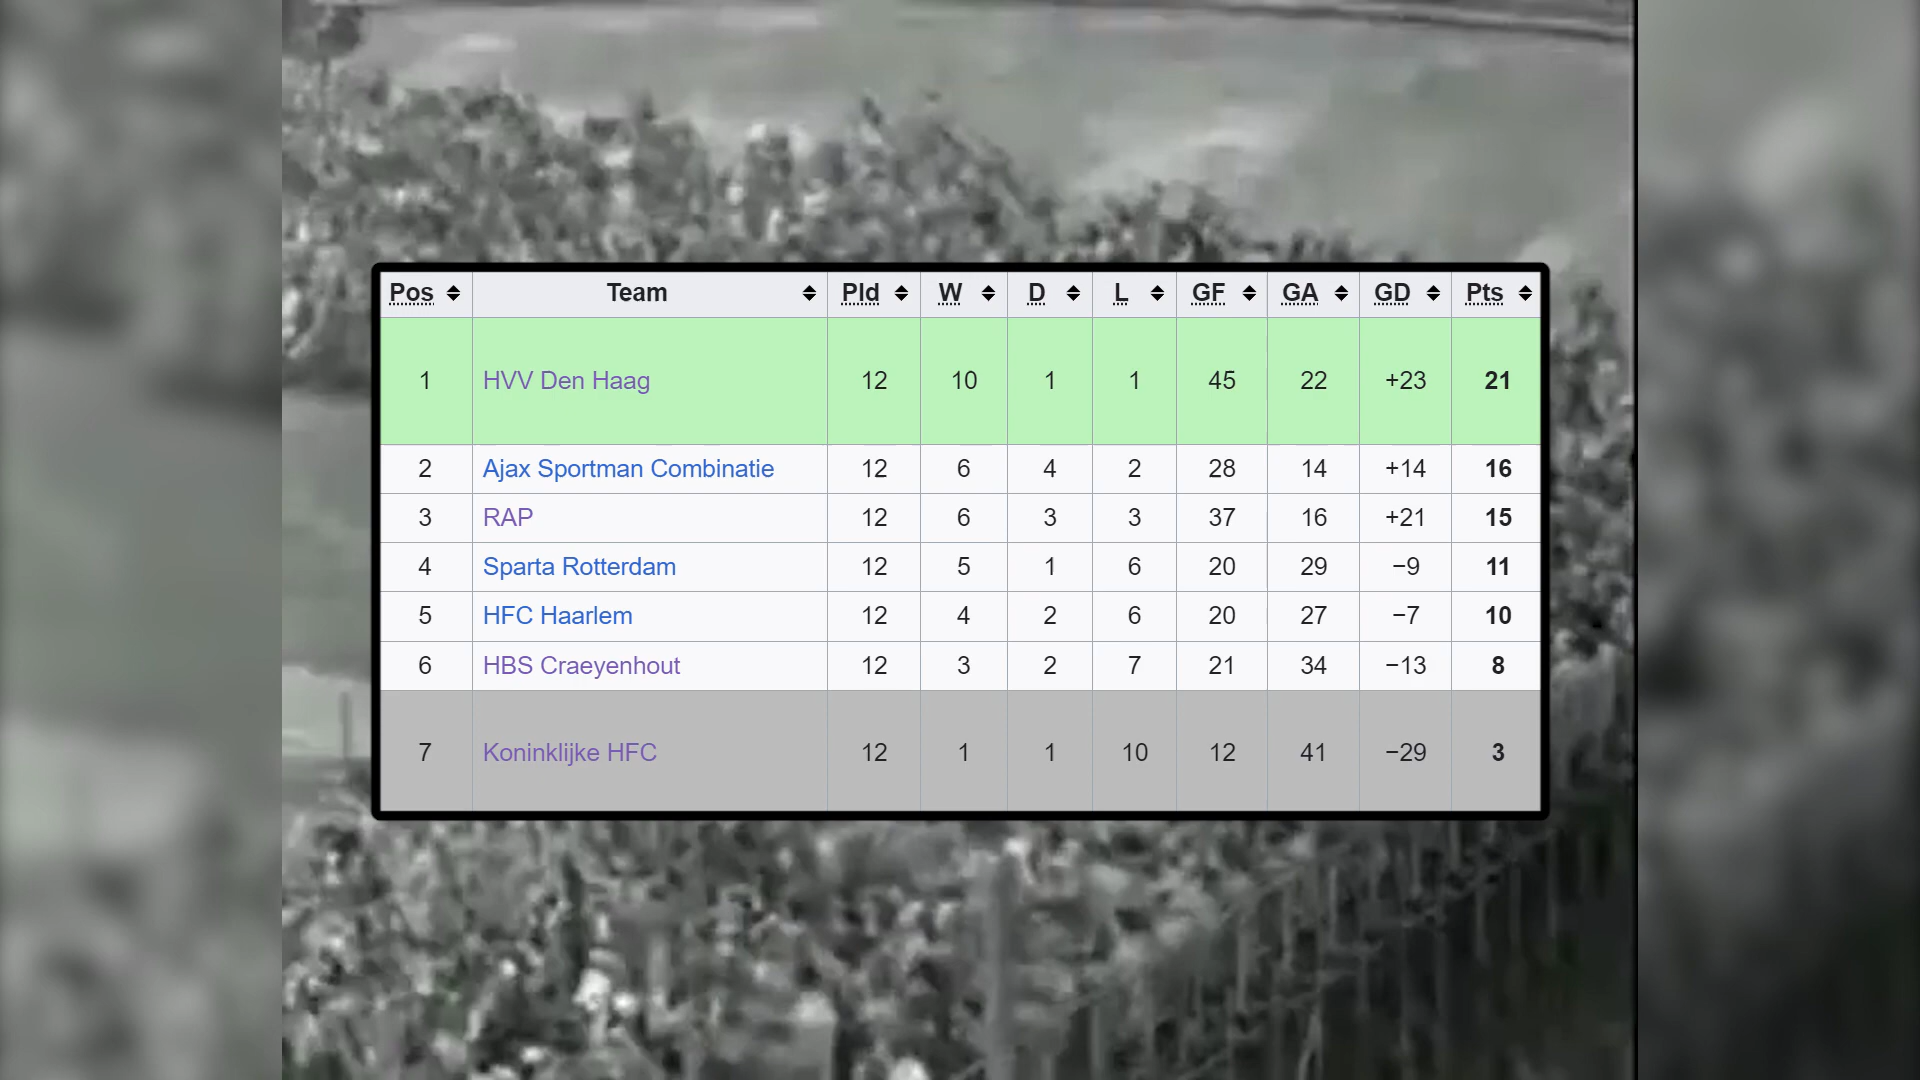 Pos Team Pld W D L GF GA GD Pts
1 HVV Den Haag 12 10 1 1 45 22 +23 21
2 Ajax Sportman Combinatie 12 6 4 2 28 14 +14 16
3 RAP 12 6 3 3 37 16 +21 15
4 Sparta Rotterdam 12 5 1 6 20 29 −9 11
5 HFC Haarlem 12 4 2 6 20 27 −7 10
6 HBS Craeyenhout 12 3 2 7 21 34 −13 8
7 Koninklijke HFC 12 1 1 10 12 41 −29 3